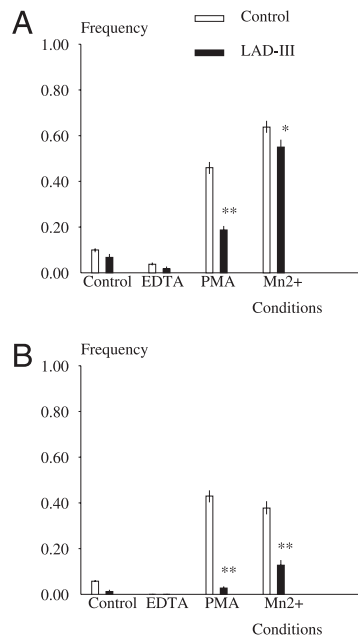 A
Frequency
Control
LAD-III
1.00
0.80
0.60
0.40
0.20
0.00
**
*
Control EDTA PMA Mn2+
Conditions
B
Frequency
1.00
0.80
0.60
0.40
0.20
0.00
**
**
Control EDTA PMA Mn2+
Conditions